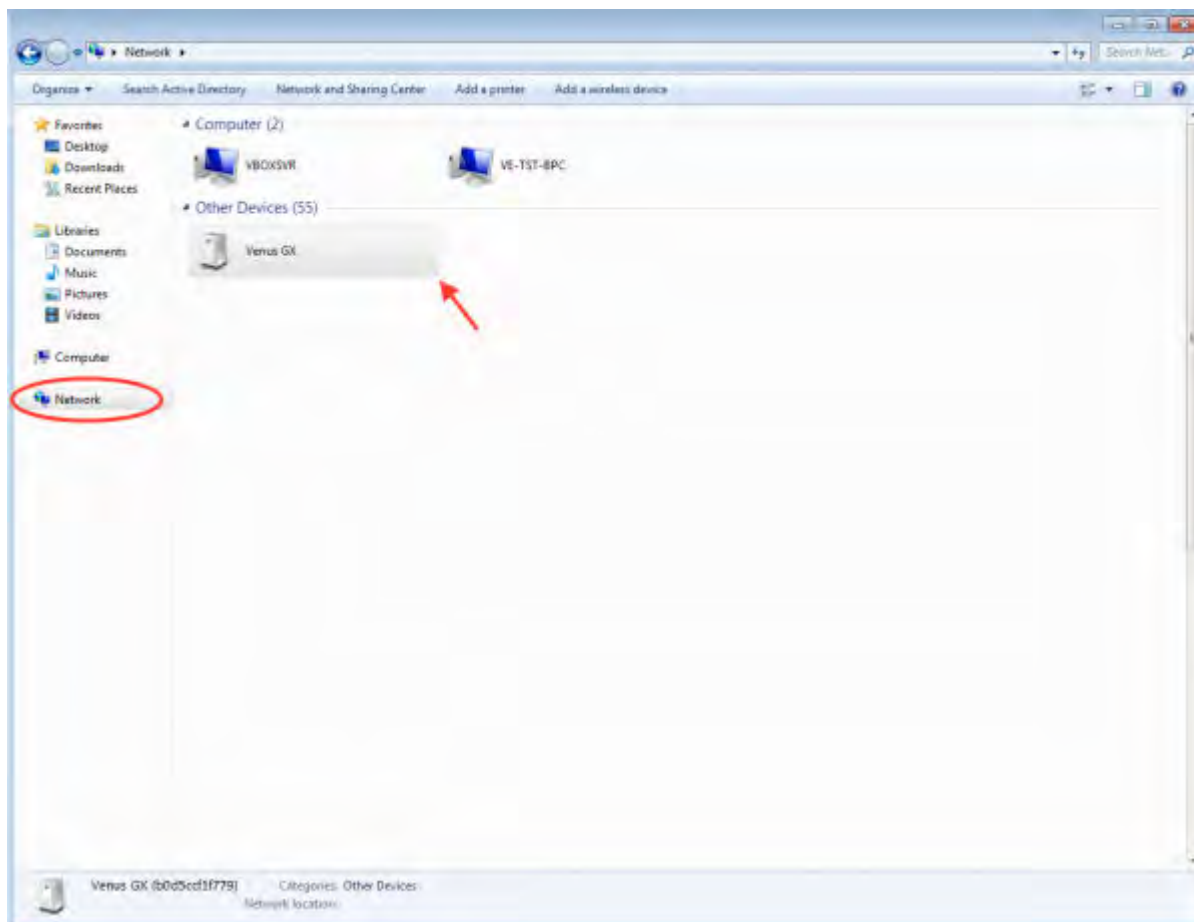 Network
Search Net...
Organize Search Active Directory Network and Sharing Center Add a printer Add a wireless device
Favorites
Desktop
Downloads
Recent Places
Libraries
Documents
Music
Pictures
Videos
Computer
Network
Computer (2)
VBOXSVR VE-TST-BPC
Other Devices (55)
Venus GX
Venus GX (b0d5ccf1f779) Categories: Other Devices
Network location: